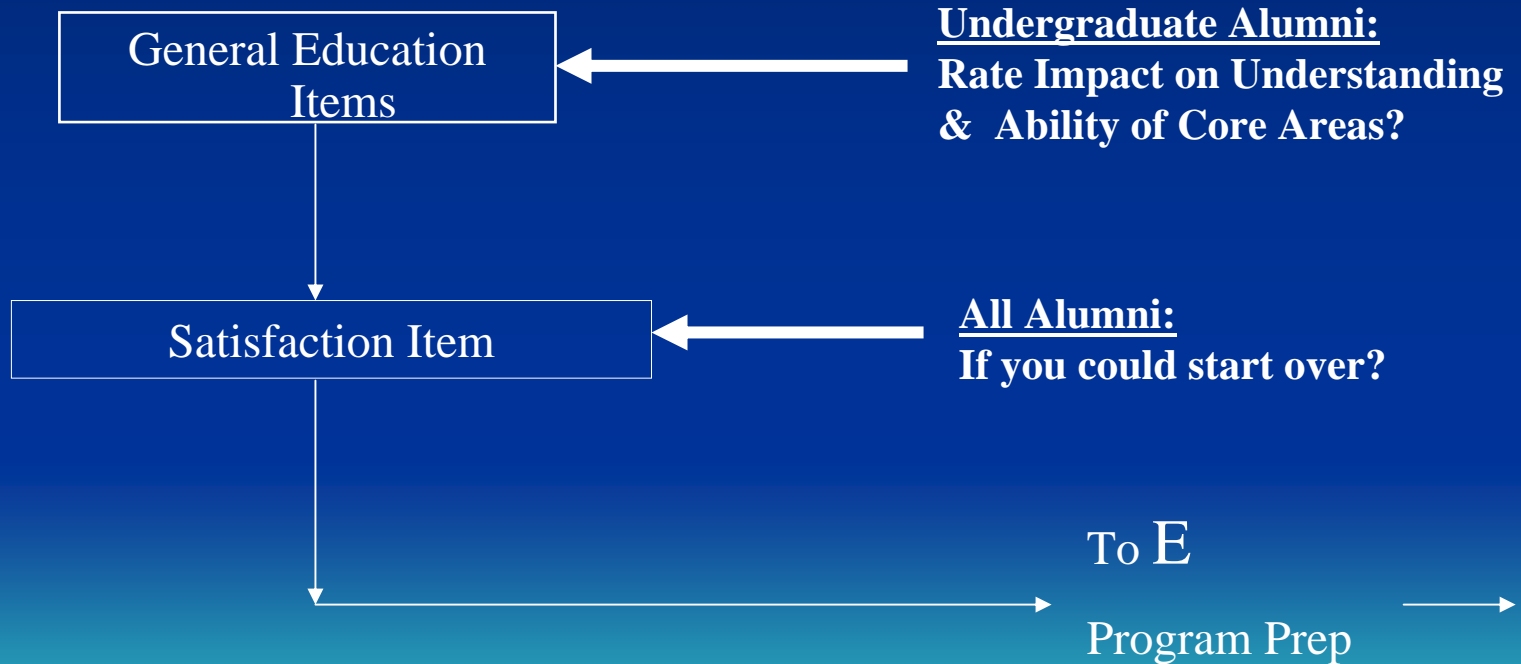 General Education
Items
Undergraduate Alumni:
Rate Impact on Understanding
& Ability of Core Areas?
Satisfaction Item
All Alumni:
If you could start over?
To E
Program Prep